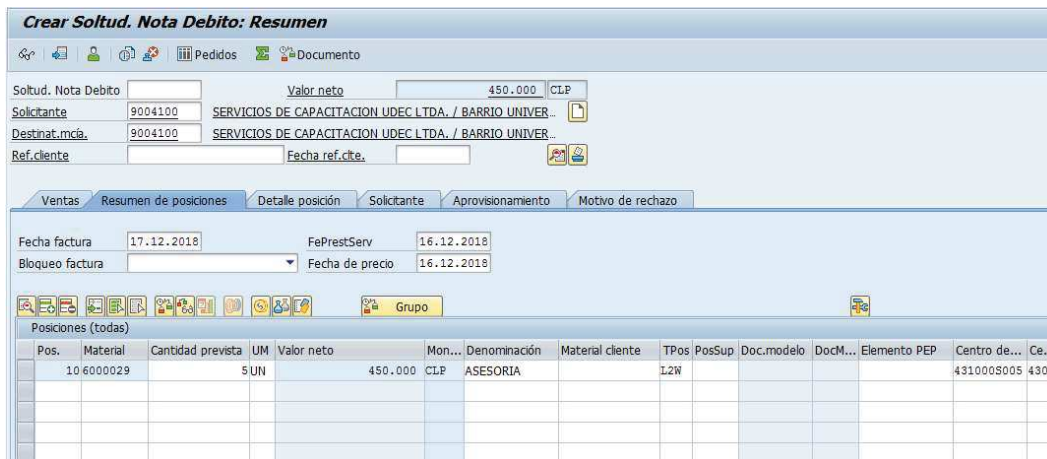 Crear Soltud. Nota Debito: Resumen
Pedidos Documento
Soltud. Nota Debito Valor neto 450.000 CLP
Solicitante 9004100 SERVICIOS DE CAPACITACION UDEC LTDA. / BARRIO UNIVER...
Destinat.mcía. 9004100 SERVICIOS DE CAPACITACION UDEC LTDA. / BARRIO UNIVER...
Ref.cliente Fecha ref.clte.
Ventas Resumen de posiciones Detalle posición Solicitante Aprovisionamiento Motivo de rechazo
Fecha factura 17.12.2018 FePrestServ 16.12.2018
Bloqueo factura Fecha de precio 16.12.2018
Grupo
Posiciones (todas)
Pos. Material Cantidad prevista UM Valor neto Mon... Denominación Material cliente TPos PosSup Doc.modelo DocM... Elemento PEP Centro de... Ce.
10 6000029 5 UN 450.000 CLP ASESORIA L2W 431000S005 430